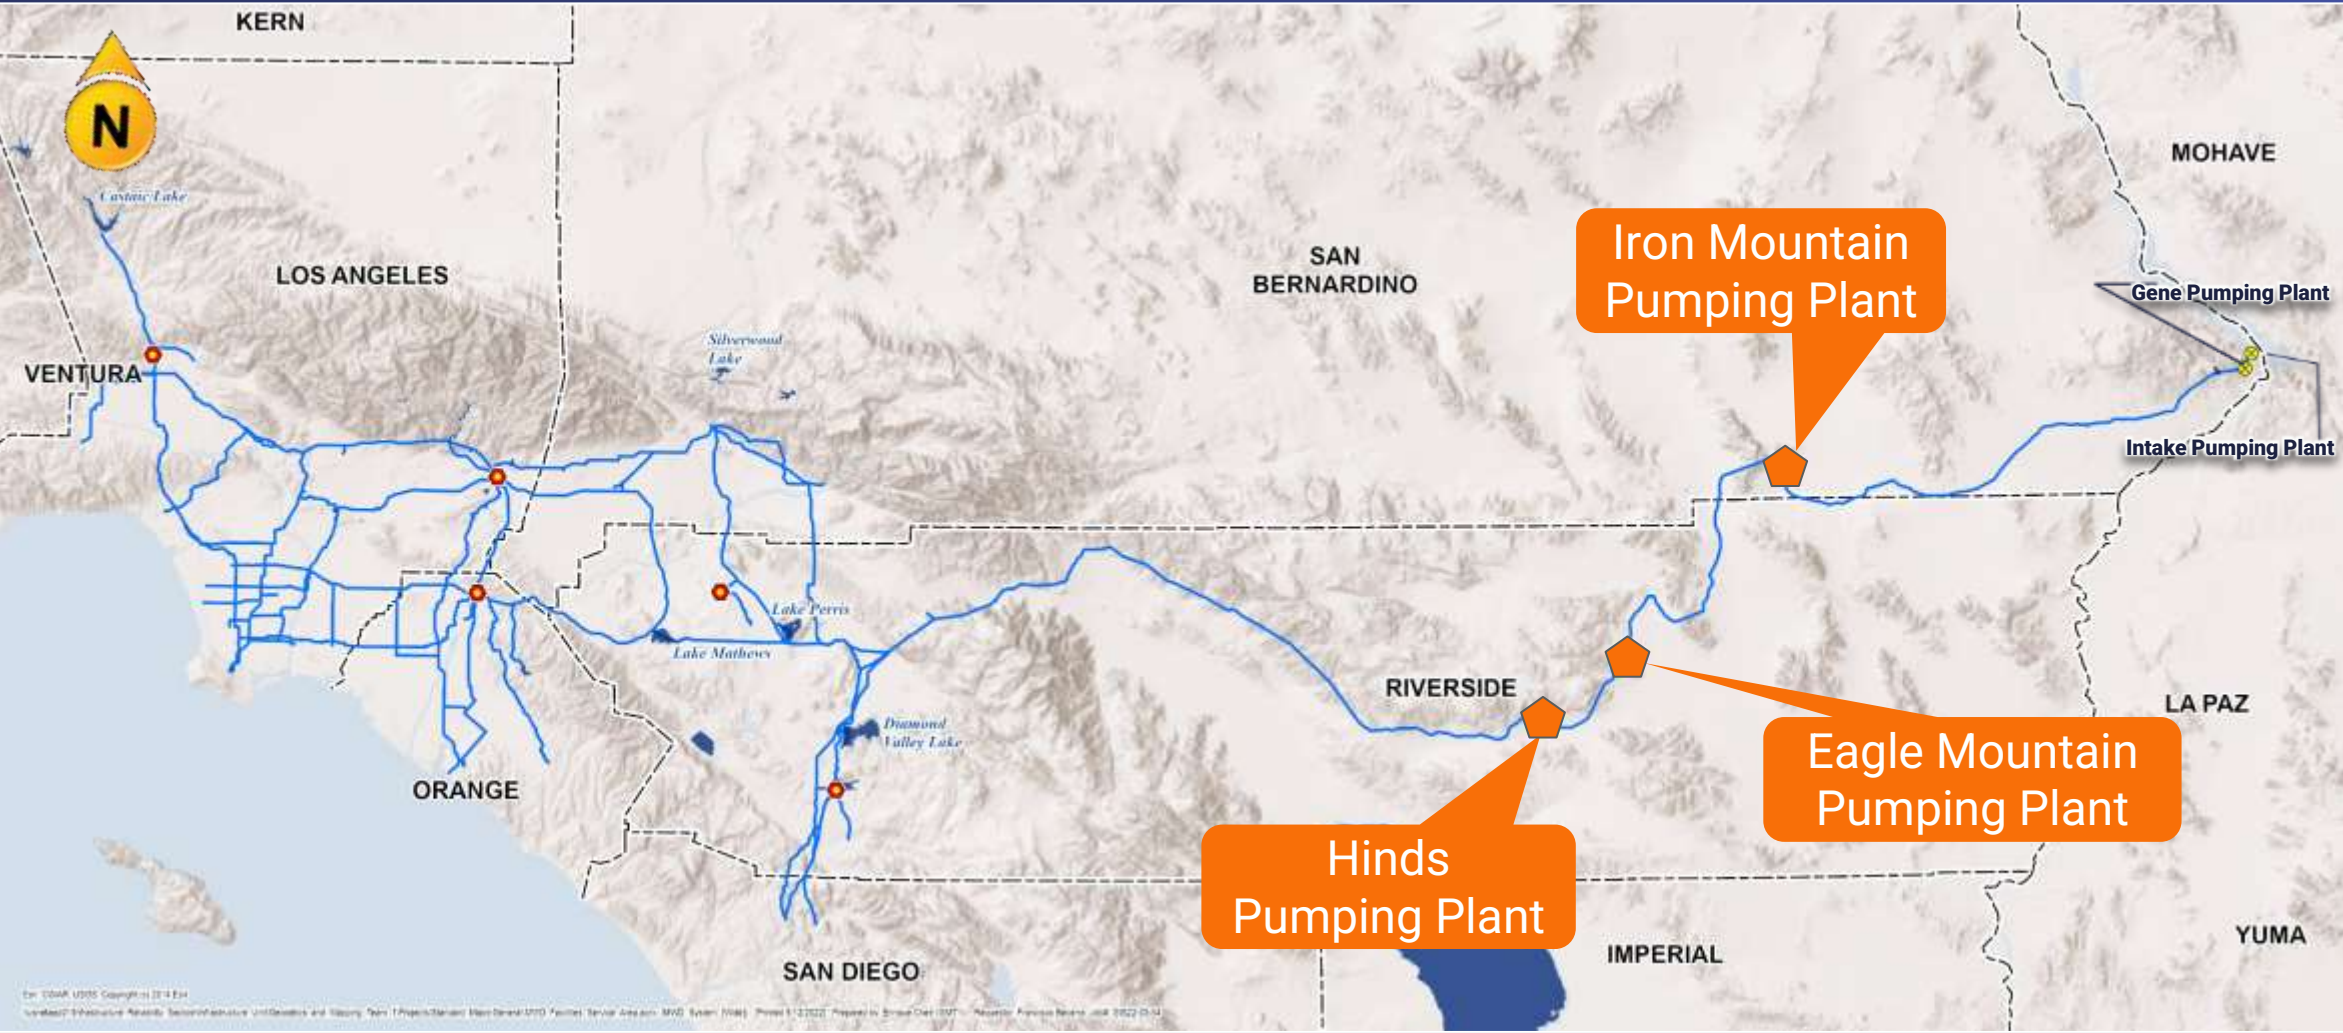 KERN
N
MOHAVE
Castaic Lake
Iron Mountain
Pumping Plant
SAN
BERNARDINO
LOS ANGELES
Gene Pumping Plant
Silverwood
Lake
VENTURA
Intake Pumping Plant
Lake Perris
Lake Mathews
RIVERSIDE
LA PAZ
Diamond
Valley Lake
Eagle Mountain
Pumping Plant
ORANGE
Hinds
Pumping Plant
YUMA
IMPERIAL
SAN DIEGO